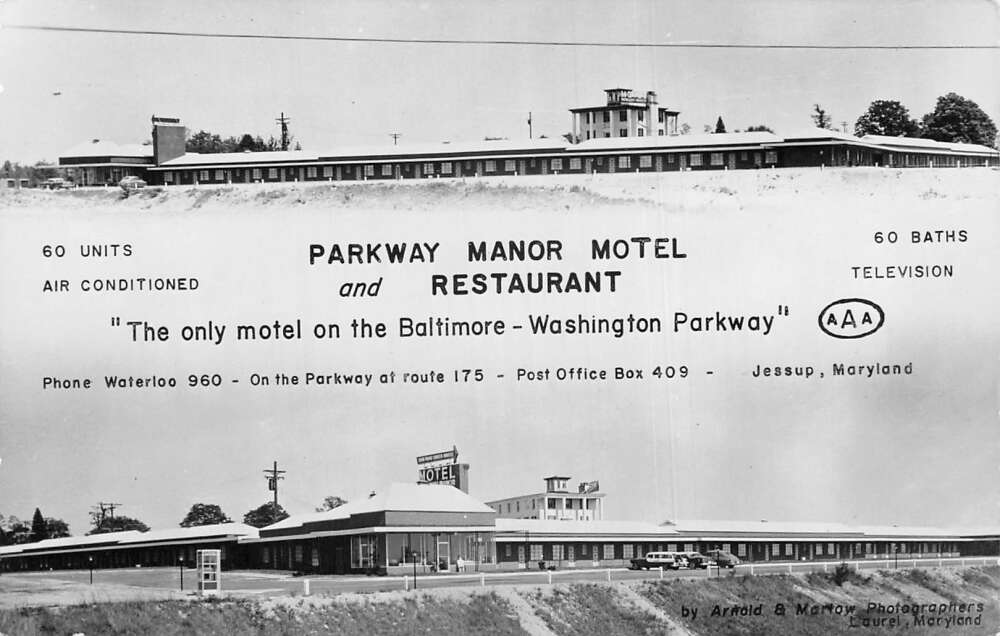 60 UNITS
AIR CONDITIONED
PARKWAY MANOR MOTEL
and RESTAURANT
60 BATHS
TELEVISION
"The only motel on the Baltimore - Washington Parkway"
AAA
Phone Waterloo 960 - On the Parkway at route 175 - Post Office Box 409 - Jessup, Maryland
MOTEL
by Arnold & Martow Photographers
Laurel, Maryland